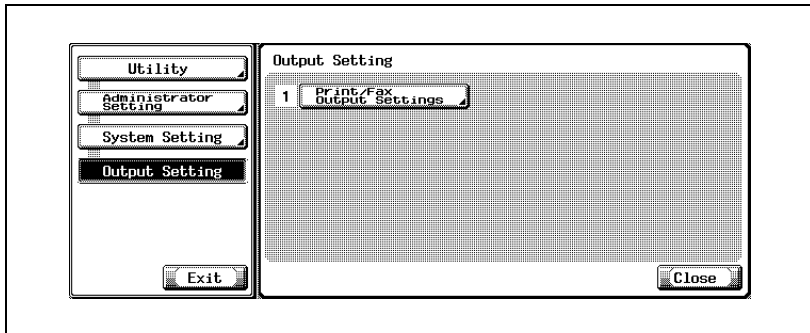 Utility
Administrator
Setting
System Setting
Output Setting
Exit
Output Setting
1 Print/Fax
Output Settings
Close